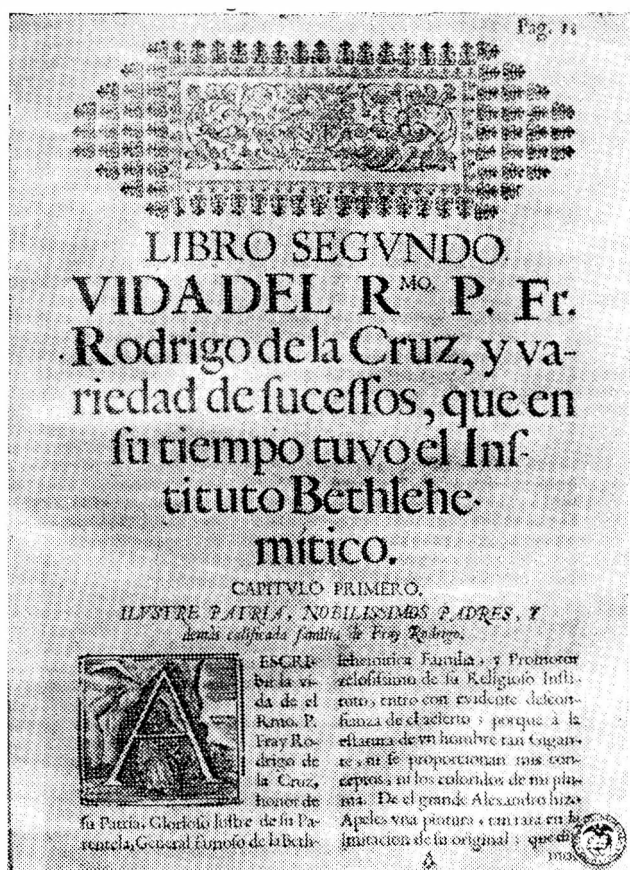 Pag. 1
LIBRO SEGVNDO.
VIDA DEL R.MO. P. Fr.
Rodrigo de la Cruz, y va-
riedad de ſuceſſos, que en
ſu tiempo tuvo el Inſ-
tituto Bethlehe-
mitico.
CAPITVLO PRIMERO.
ILVSTRE PATRIA, NOBILISSIMOS PADRES, Y
demàs calificada familia de Fray Rodrigo.
A ESCRI-
bir la vi-
da de el
Rmo. P.
Fray Ro-
drigo de
la Cruz,
honor de
ſu Patria, Glorioſo luſtre de ſu Pa-
rentela, General famoſo de la Beth-
lehemitica Familia, y Promotor
zeloſiſsimo de ſu Religioſo Inſti-
tuto, entro con evidente deſcon-
fianza de el acierto; porque à la
eſtatura de vn hombre tan Gigan-
te, ni ſe proporcionan mis con-
ceptos, ni los coloridos de mi plu-
ma. De el grande Alexandro hizo
Apeles vna pintura, tan rara en la
imitacion de ſu original; que
A